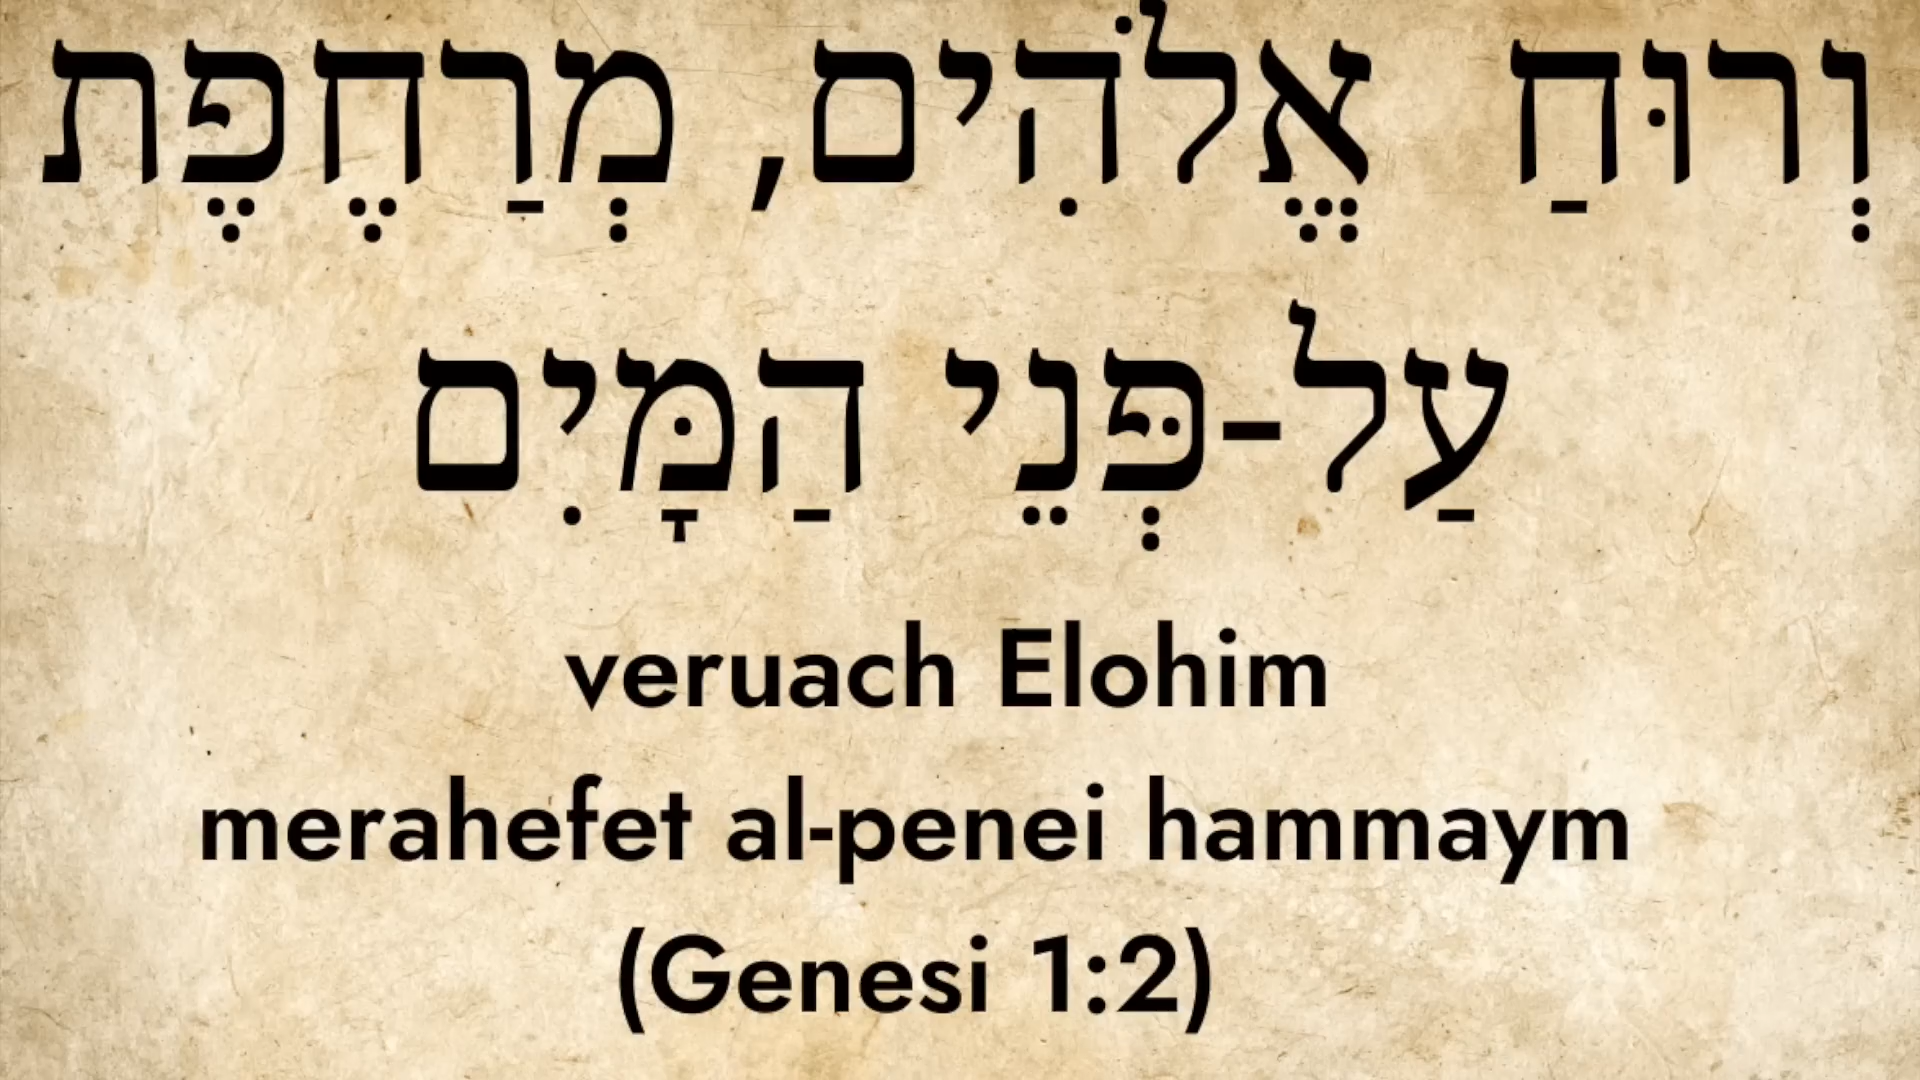 וְרוּחַ אֱלֹהִים, מְרַחֶפֶת
עַל-פְּנֵי הַמָּיִם
veruach Elohim
merahefet al-penei hammaym
(Genesi 1:2)